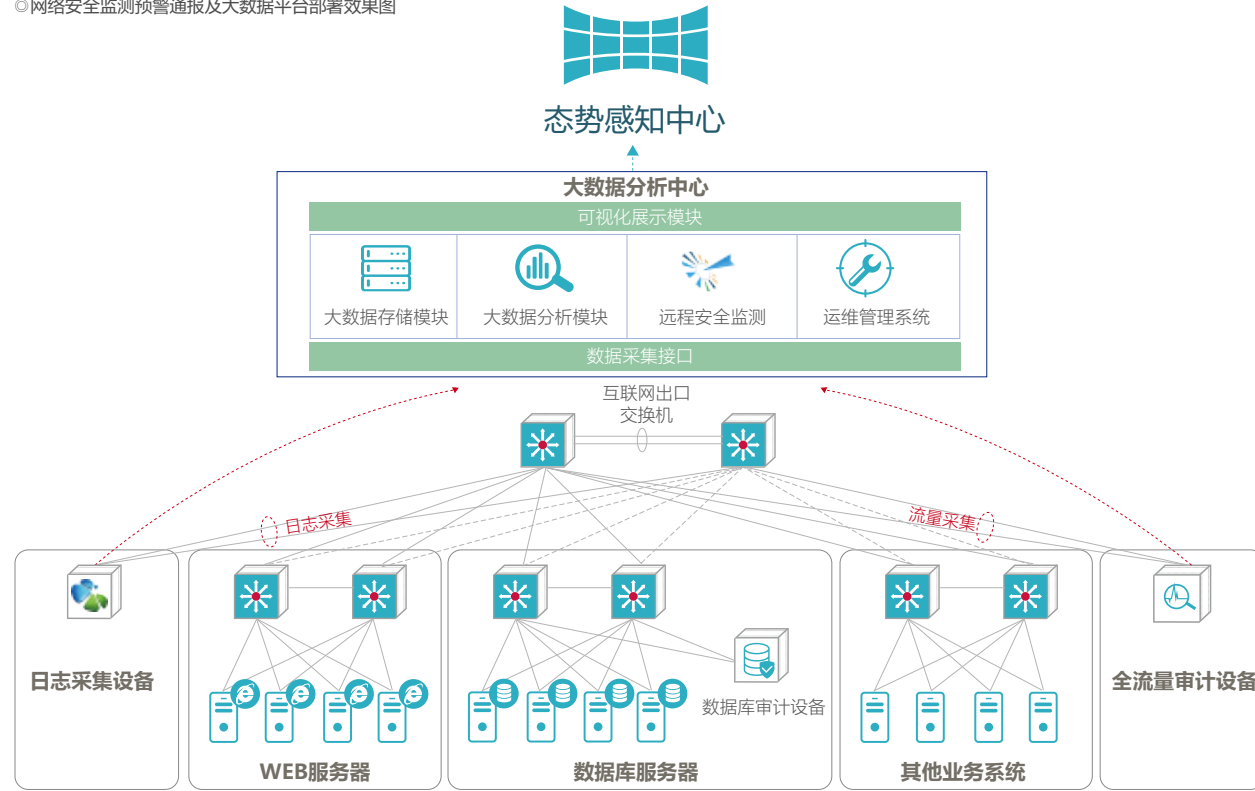 ◎网络安全监测预警通报及大数据平台部署效果图
态势感知中心
大数据分析中心
可视化展示模块
大数据存储模块
大数据分析模块
远程安全监测
运维管理系统
数据采集接口
互联网出口
交换机
日志采集
流量采集
日志采集设备
数据库审计设备
全流量审计设备
WEB服务器
数据库服务器
其他业务系统